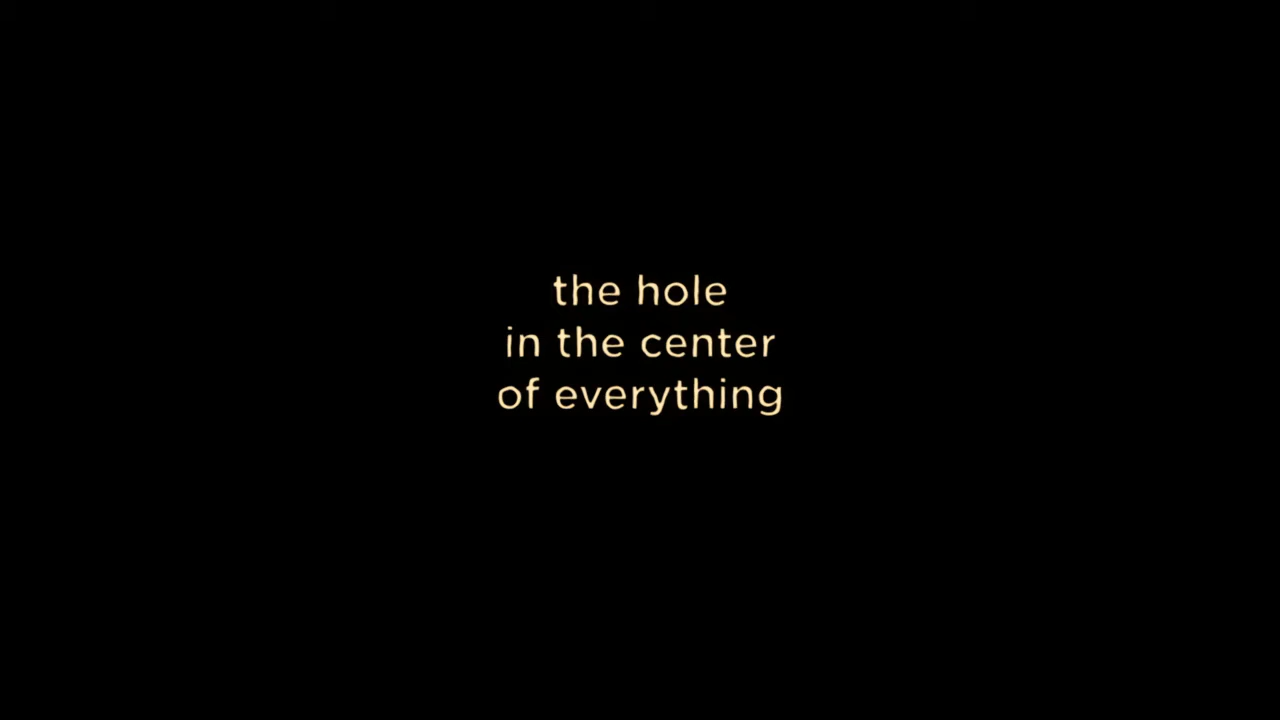 the hole
in the center
of everything